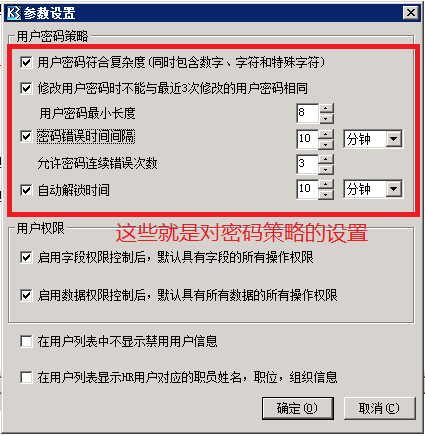 参数设置
用户密码策略
用户密码符合复杂度(同时包含数字、字符和特殊字符)
修改用户密码时不能与最近3次修改的用户密码相同
用户密码最小长度 8
密码错误时间间隔 10 分钟
允许密码连续错误次数 3
自动解锁时间 10 分钟
这些就是对密码策略的设置
用户权限
启用字段权限控制后，默认具有字段的所有操作权限
启用数据权限控制后，默认具有所有数据的所有操作权限
在用户列表中不显示禁用用户信息
在用户列表显示HR用户对应的职员姓名，职位，组织信息
确定(O) 取消(C)